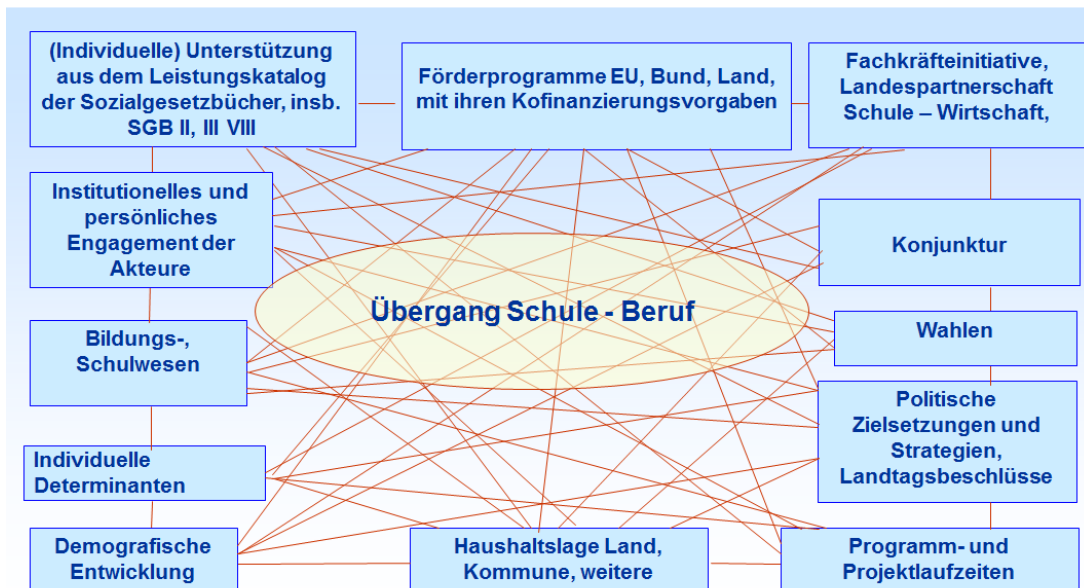 (Individuelle) Unterstützung
aus dem Leistungskatalog
der Sozialgesetzbücher, insb.
SGB II, III VIII
Förderprogramme EU, Bund, Land,
mit ihren Kofinanzierungsvorgaben
Fachkräfteinitiative,
Landespartnerschaft
Schule – Wirtschaft,
Institutionelles und
persönliches
Engagement der
Akteure
Konjunktur
Übergang Schule - Beruf
Bildungs-,
Schulwesen
Wahlen
Politische
Zielsetzungen und
Strategien,
Landtagsbeschlüsse
Individuelle
Determinanten
Demografische
Entwicklung
Haushaltslage Land,
Kommune, weitere
Programm- und
Projektlaufzeiten